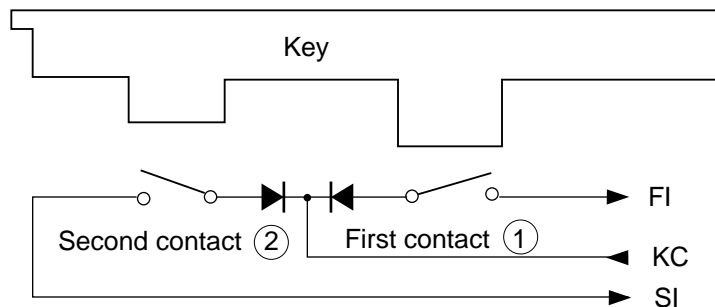 Key
FI
Second contact ②
First contact ①
KC
SI